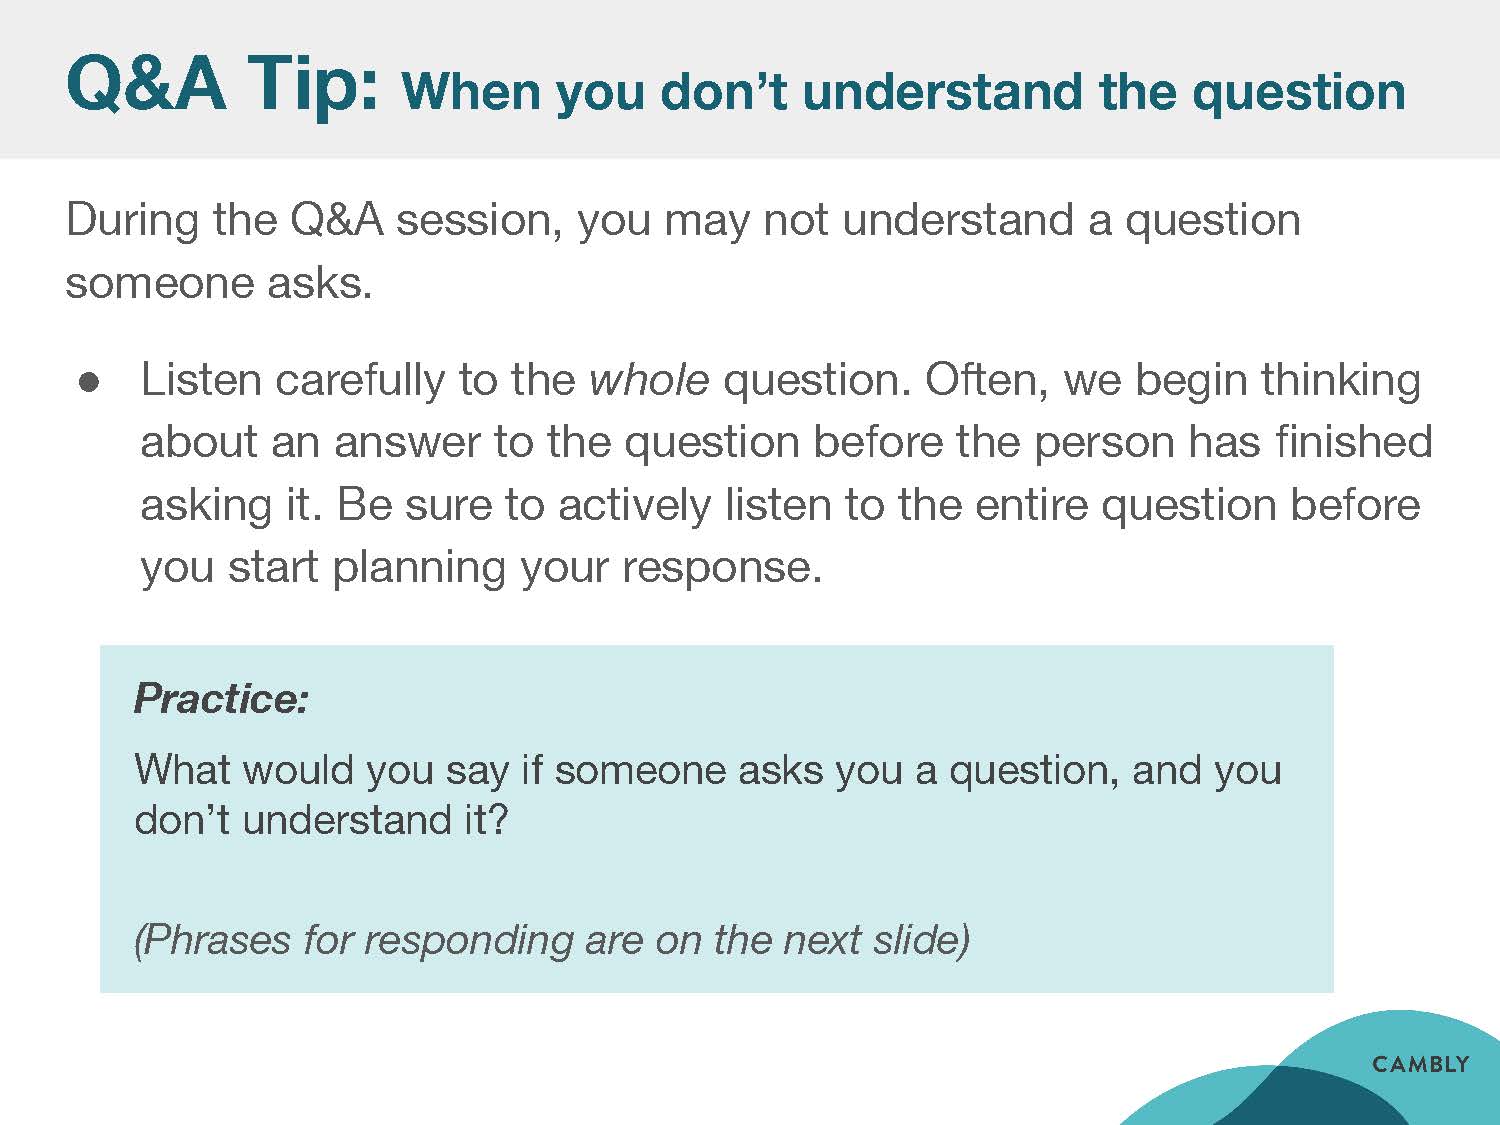 Q&A Tip: When you don’t understand the question
During the Q&A session, you may not understand a question
someone asks.
● Listen carefully to the whole question. Often, we begin thinking
about an answer to the question before the person has finished
asking it. Be sure to actively listen to the entire question before
you start planning your response.
Practice:
What would you say if someone asks you a question, and you
don’t understand it?
(Phrases for responding are on the next slide)
CAMBLY